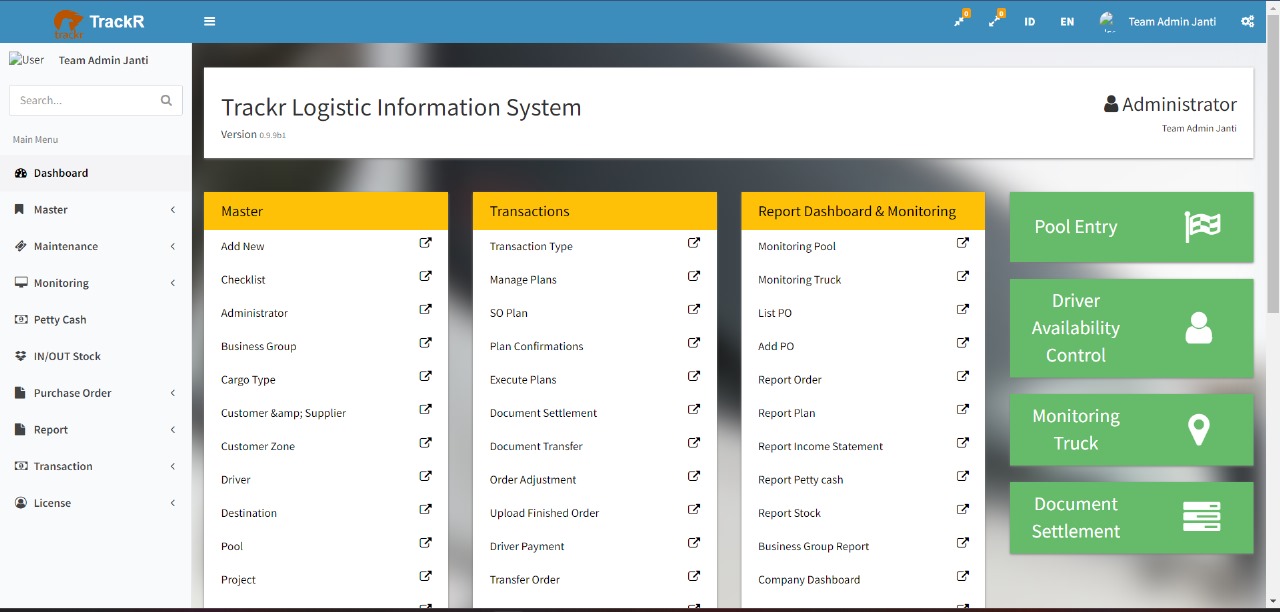 trackr TrackR
0
0
ID
EN
Team Admin Janti
User
Team Admin Janti
Search...
Main Menu
Dashboard
Master
Maintenance
Monitoring
Petty Cash
IN/OUT Stock
Purchase Order
Report
Transaction
License
Trackr Logistic Information System
Version 0.9.9b1
Administrator
Team Admin Janti
Master
Add New
Checklist
Administrator
Business Group
Cargo Type
Customer &amp; Supplier
Customer Zone
Driver
Destination
Pool
Project
Transactions
Transaction Type
Manage Plans
SO Plan
Plan Confirmations
Execute Plans
Document Settlement
Document Transfer
Order Adjustment
Upload Finished Order
Driver Payment
Transfer Order
Report Dashboard & Monitoring
Monitoring Pool
Monitoring Truck
List PO
Add PO
Report Order
Report Plan
Report Income Statement
Report Petty cash
Report Stock
Business Group Report
Company Dashboard
Pool Entry
Driver
Availability
Control
Monitoring
Truck
Document
Settlement